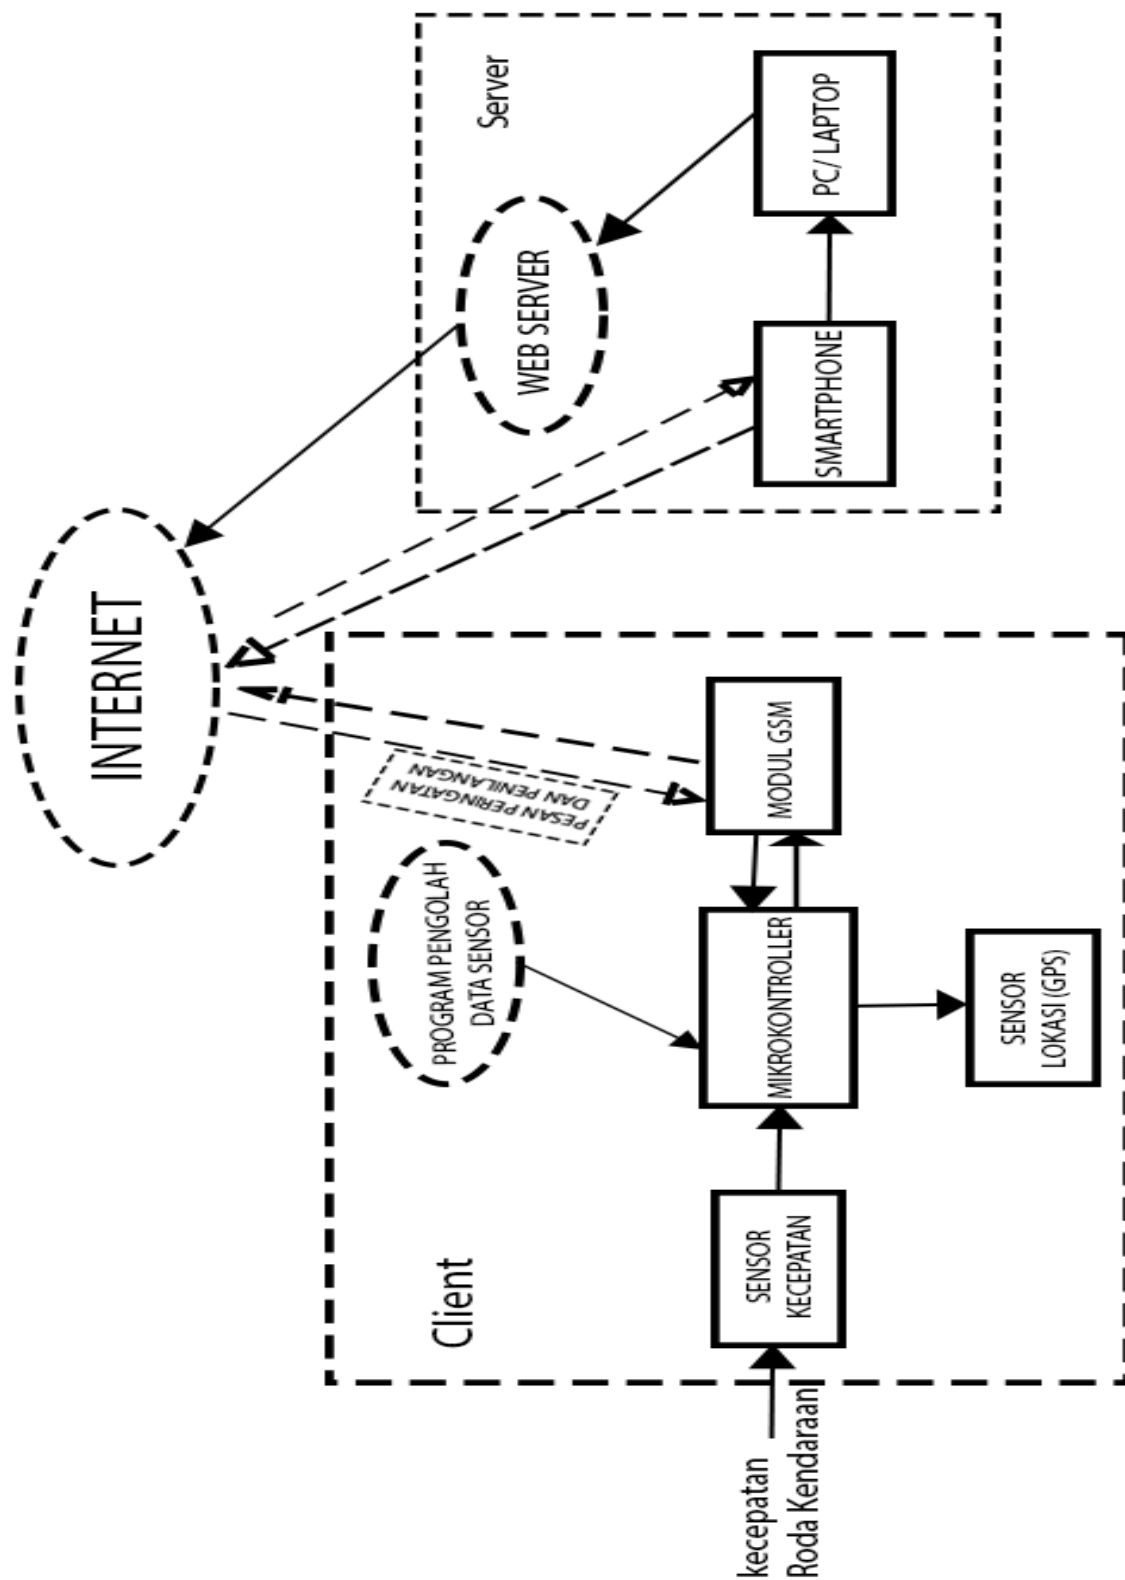 INTERNET
Server
WEB SERVER
PC/ LAPTOP
SMARTPHONE
Client
PROGRAM PENGOLAH
DATA SENSOR
PESAN PERINGATAN
DAN PENILANGAN
MODUL GSM
MIKROKONTROLLER
SENSOR
KECEPATAN
SENSOR
LOKASI (GPS)
kecepatan
Roda Kendaraan